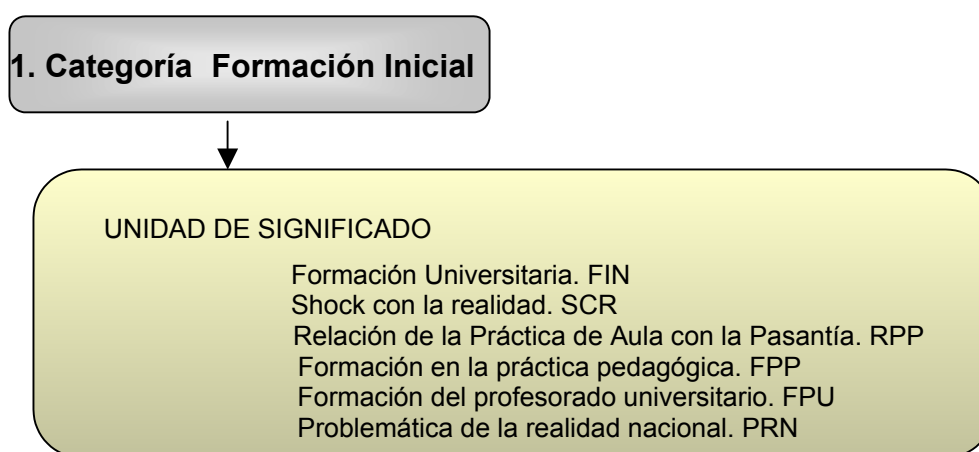 1. Categoría Formación Inicial
UNIDAD DE SIGNIFICADO
Formación Universitaria. FIN
Shock con la realidad. SCR
Relación de la Práctica de Aula con la Pasantía. RPP
Formación en la práctica pedagógica. FPP
Formación del profesorado universitario. FPU
Problemática de la realidad nacional. PRN